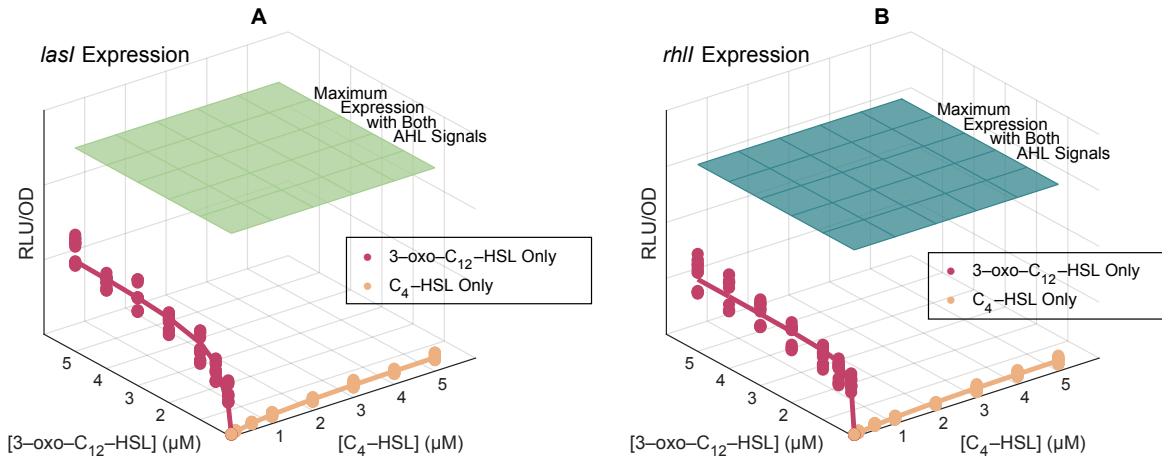 A
lasI Expression
Maximum
Expression
with Both
AHL Signals
RLU/OD
3–oxo–C12–HSL Only
C4–HSL Only
5
4
3
2
1
2
3
4
5
[3–oxo–C12–HSL] (µM)
[C4–HSL] (µM)
B
rhlI Expression
Maximum
Expression
with Both
AHL Signals
RLU/OD
3–oxo–C12–HSL Only
C4–HSL Only
5
4
3
2
1
2
3
4
5
[3–oxo–C12–HSL] (µM)
[C4–HSL] (µM)